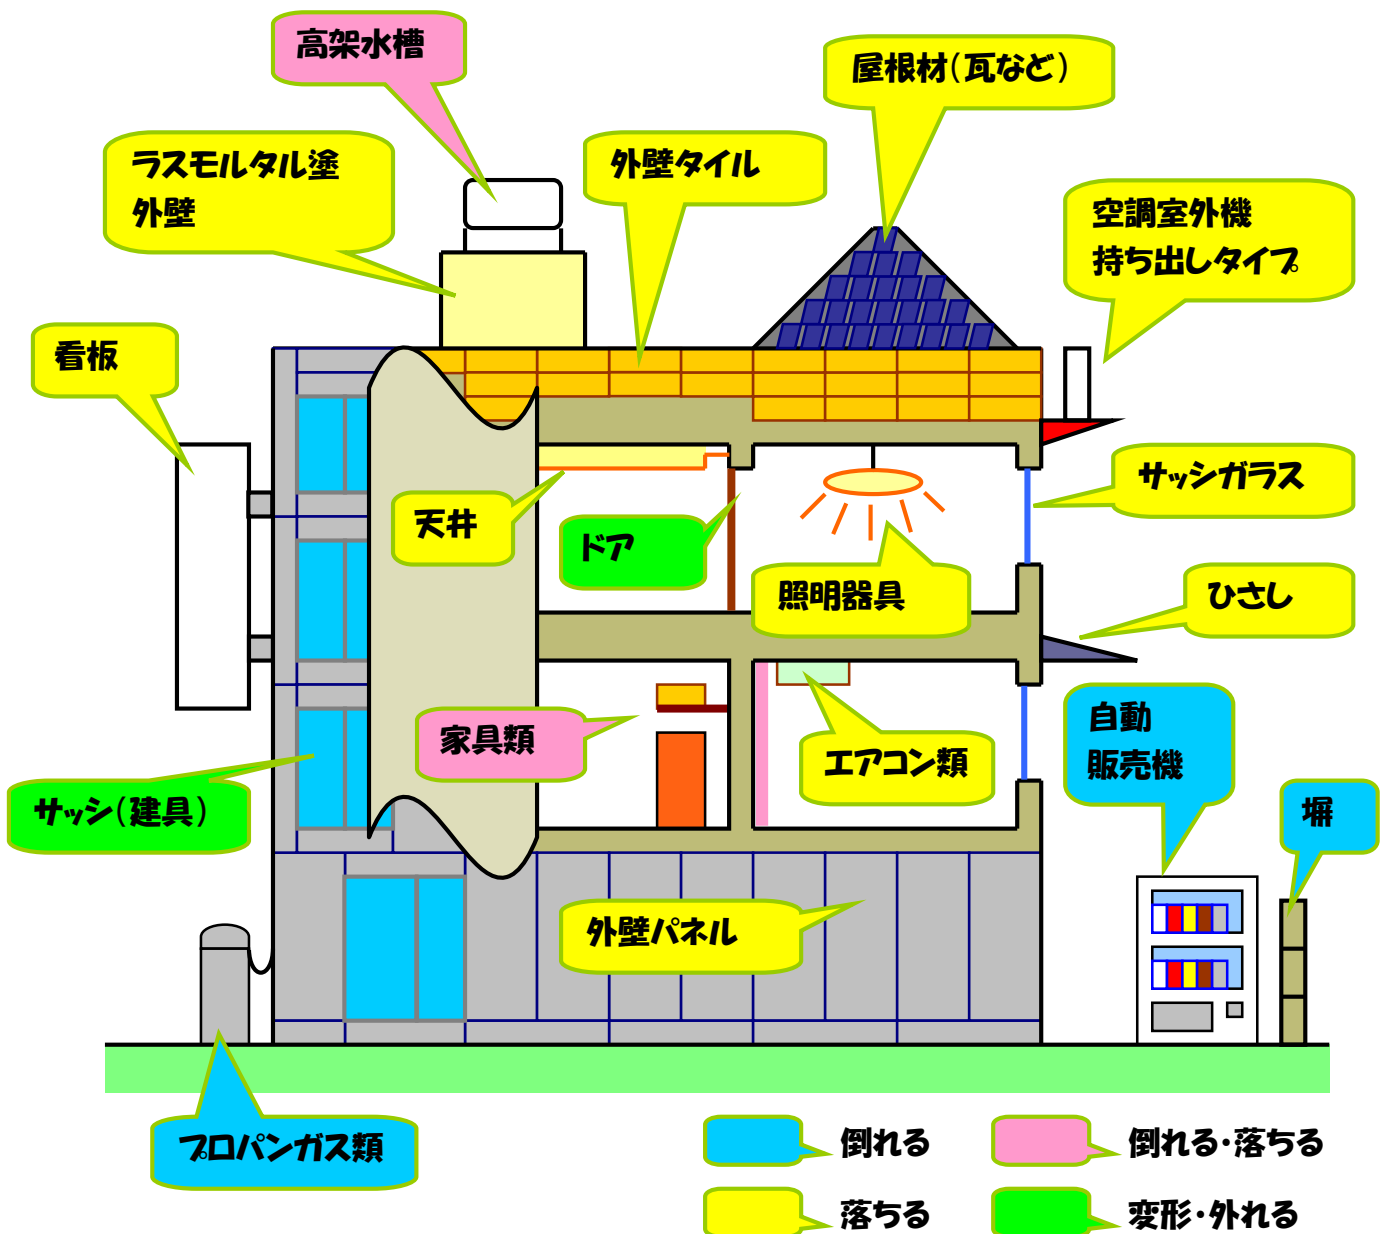 高架水槽
屋根材(瓦など)
ラスモルタル塗
外壁
外壁タイル
空調室外機
持ち出しタイプ
看板
サッシガラス
天井
ドア
照明器具
ひさし
家具類
エアコン類
自動
販売機
サッシ(建具)
塀
外壁パネル
プロパンガス類
倒れる
倒れる・落ちる
落ちる
変形・外れる